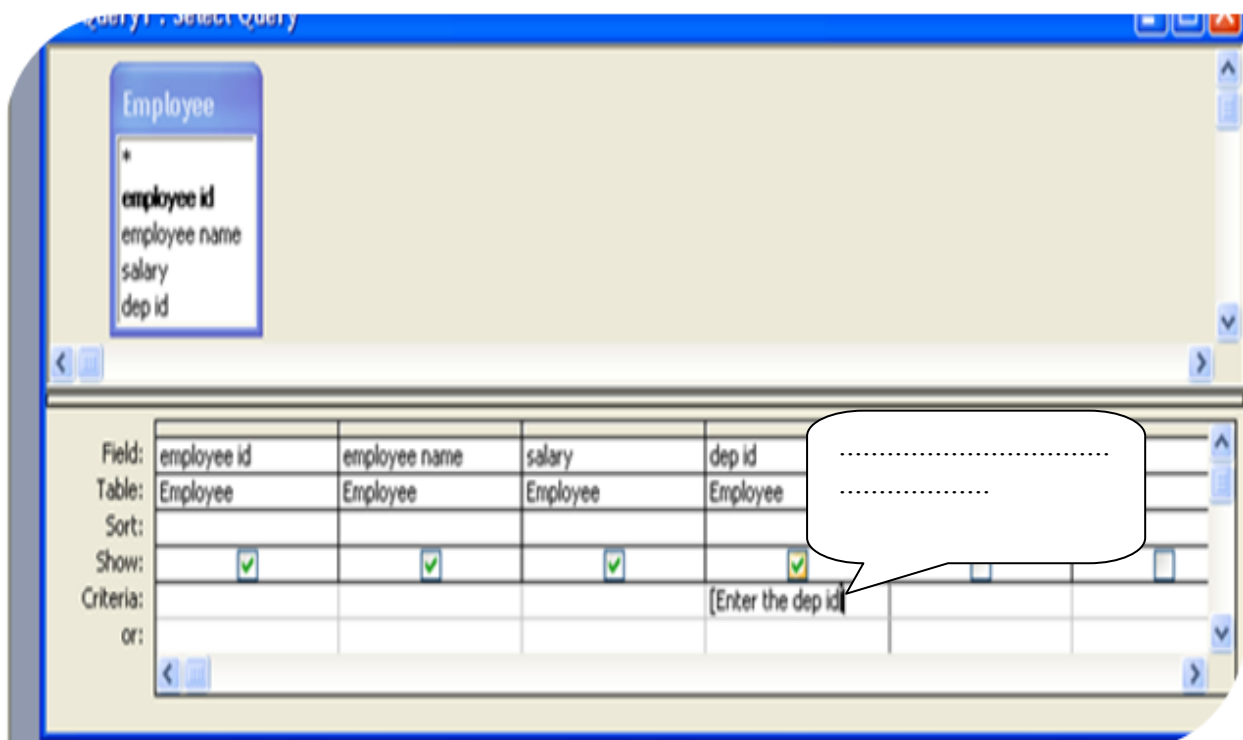 Query1 : Select Query
Employee
*
employee id
employee name
salary
dep id
Field: employee id employee name salary dep id
Table: Employee Employee Employee Employee
Sort:
Show:
Criteria: [Enter the dep id]
or:
..................................
...................